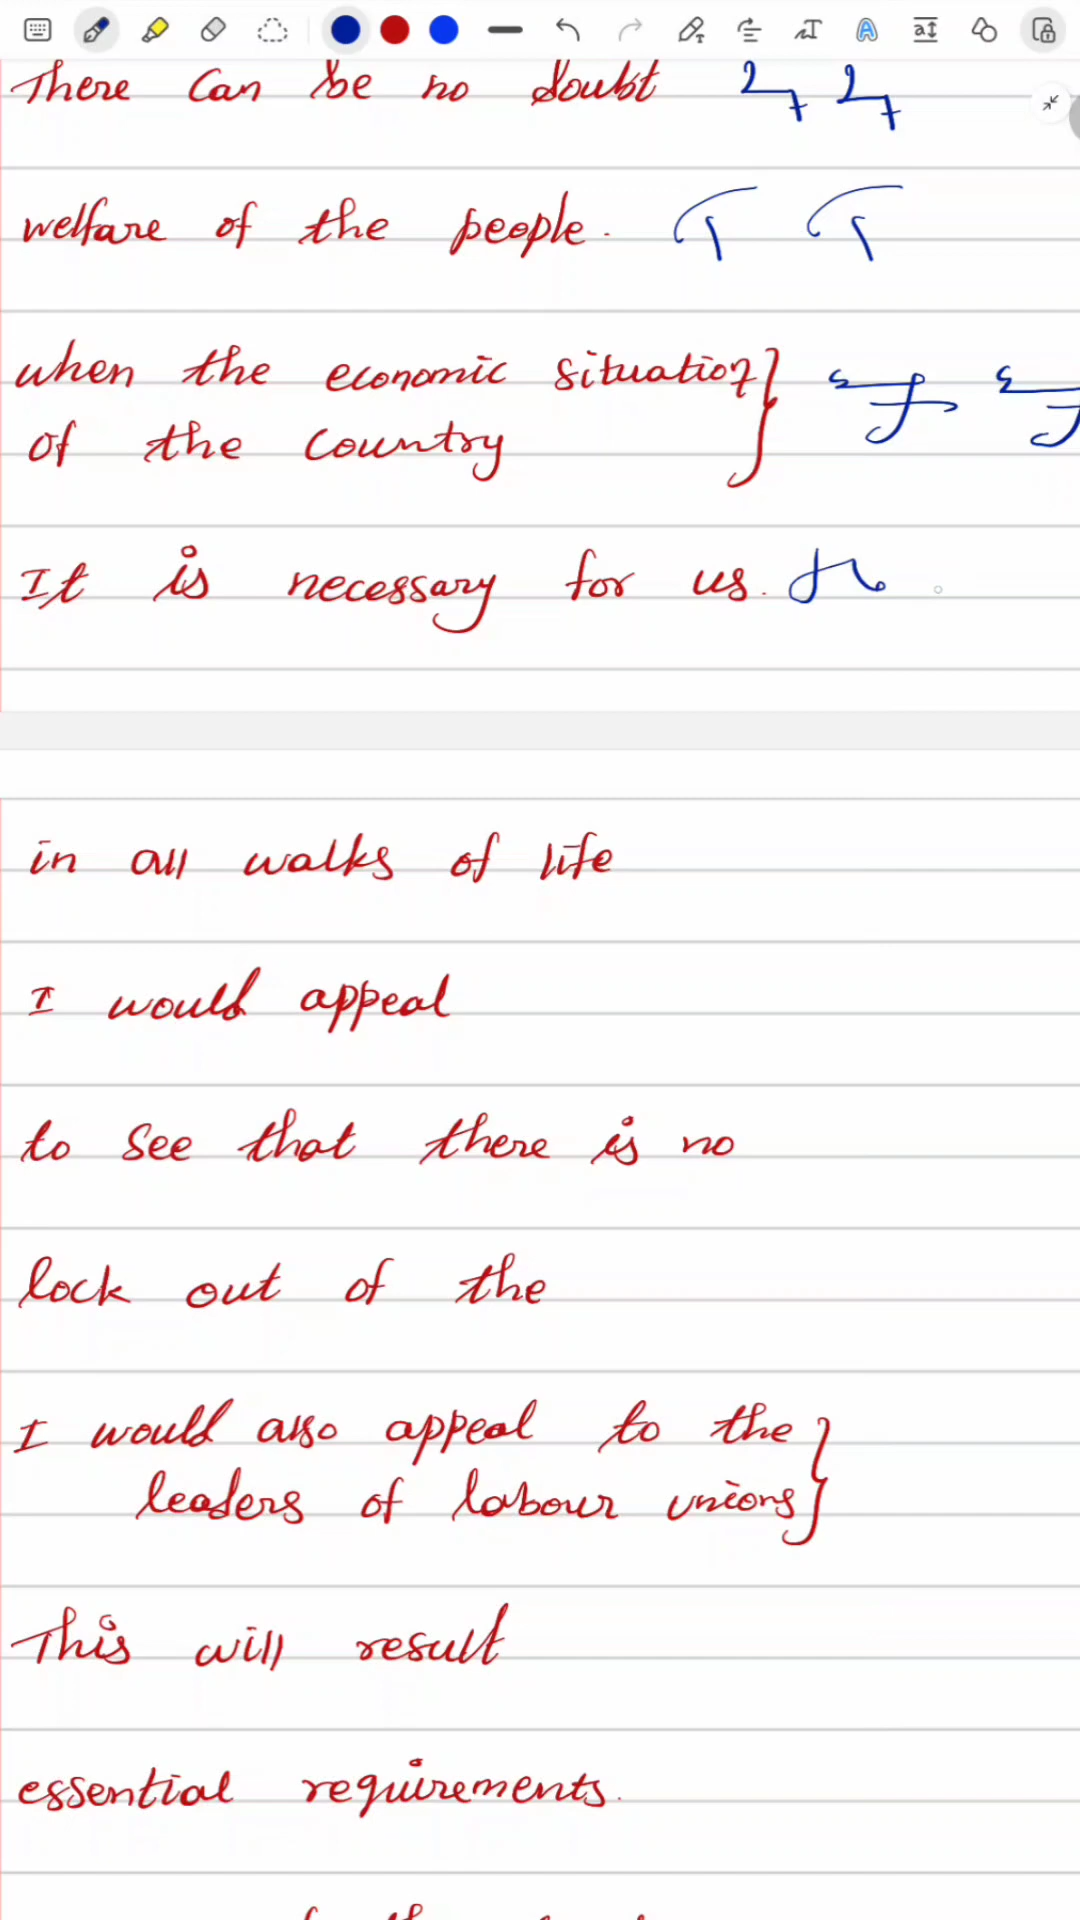 There can be no doubt
welfare of the people.
when the economic situation
of the country
It is necessary for us.
in all walks of life
I would appeal
to see that there is no
lock out of the
I would also appeal to the
leaders of labour unions
This will result
essential requirements.